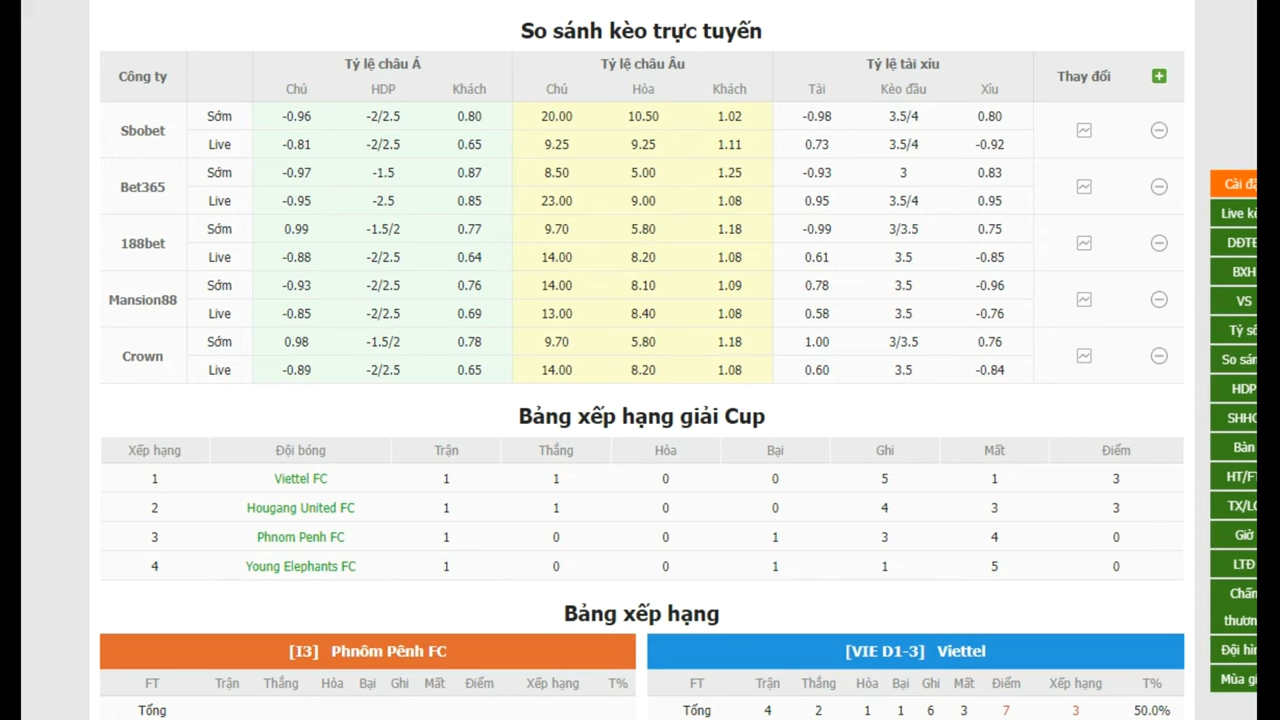 So sánh kèo trực tuyến
Công ty Tỷ lệ châu Á Tỷ lệ châu Âu Tỷ lệ tài xỉu Thay đổi
Chủ HDP Khách Chủ Hòa Khách Tài Kèo đầu Xỉu
Sbobet
Sớm -0.96 -2/2.5 0.80 20.00 10.50 1.02 -0.98 3.5/4 0.80
Live -0.81 -2/2.5 0.65 9.25 9.25 1.11 0.73 3.5/4 -0.92
Bet365
Sớm -0.97 -1.5 0.87 8.50 5.00 1.25 -0.93 3 0.83
Live -0.95 -2.5 0.85 23.00 9.00 1.08 0.95 3.5/4 0.95
188bet
Sớm 0.99 -1.5/2 0.77 9.70 5.80 1.18 -0.99 3/3.5 0.75
Live -0.88 -2/2.5 0.64 14.00 8.20 1.08 0.61 3.5 -0.85
Mansion88
Sớm -0.93 -2/2.5 0.76 14.00 8.10 1.09 0.78 3.5 -0.96
Live -0.85 -2/2.5 0.69 13.00 8.40 1.08 0.58 3.5 -0.76
Crown
Sớm 0.98 -1.5/2 0.78 9.70 5.80 1.18 1.00 3/3.5 0.76
Live -0.89 -2/2.5 0.65 14.00 8.20 1.08 0.60 3.5 -0.84
Bảng xếp hạng giải Cup
Xếp hạng Đội bóng Trận Thắng Hòa Bại Ghi Mất Điểm
1 Viettel FC 1 1 0 0 5 1 3
2 Hougang United FC 1 1 0 0 4 3 3
3 Phnom Penh FC 1 0 0 1 3 4 0
4 Young Elephants FC 1 0 0 1 1 5 0
Bảng xếp hạng
[I3] Phnôm Pênh FC
FT Trận Thắng Hòa Bại Ghi Mất Điểm Xếp hạng T%
Tổng
[VIE D1-3] Viettel
FT Trận Thắng Hòa Bại Ghi Mất Điểm Xếp hạng T%
Tổng 4 2 1 1 6 3 7 3 50.0%
Cài
Live
BXH
VS
Tỷ
So
HDP
Bàn
Giờ
LTĐ
Đội
Mùa